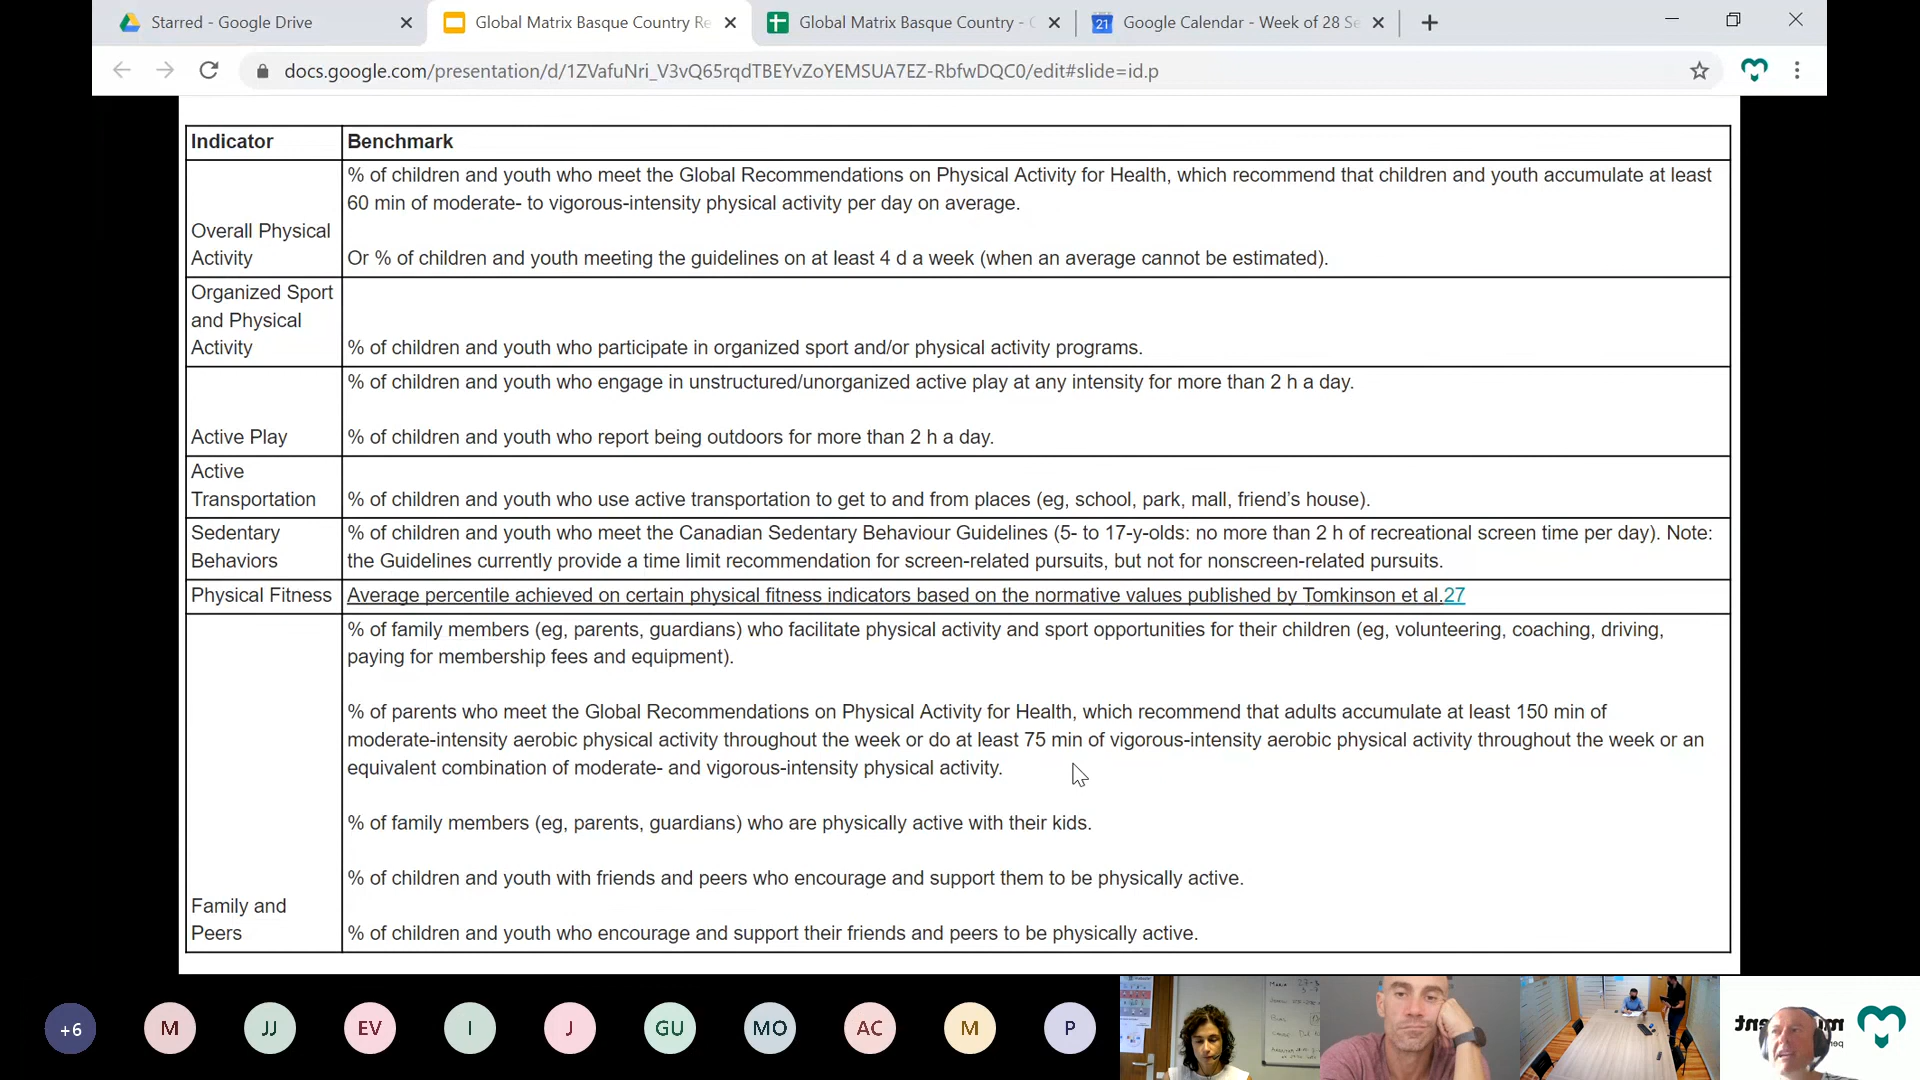 Starred - Google Drive
Global Matrix Basque Country Re
Global Matrix Basque Country -
21
Google Calendar - Week of 28 Se
docs.google.com/presentation/d/1ZVafuNri_V3vQ65rqdTBEYvZoYEMSUA7EZ-RbfwDQC0/edit#slide=id.p
Indicator
Benchmark
Overall Physical
Activity
% of children and youth who meet the Global Recommendations on Physical Activity for Health, which recommend that children and youth accumulate at least
60 min of moderate- to vigorous-intensity physical activity per day on average.
Or % of children and youth meeting the guidelines on at least 4 d a week (when an average cannot be estimated).
Organized Sport
and Physical
Activity
% of children and youth who participate in organized sport and/or physical activity programs.
Active Play
% of children and youth who engage in unstructured/unorganized active play at any intensity for more than 2 h a day.
% of children and youth who report being outdoors for more than 2 h a day.
Active
Transportation
% of children and youth who use active transportation to get to and from places (eg, school, park, mall, friend's house).
Sedentary
Behaviors
% of children and youth who meet the Canadian Sedentary Behaviour Guidelines (5- to 17-y-olds: no more than 2 h of recreational screen time per day). Note:
the Guidelines currently provide a time limit recommendation for screen-related pursuits, but not for nonscreen-related pursuits.
Physical Fitness
Average percentile achieved on certain physical fitness indicators based on the normative values published by Tomkinson et al.27
Family and
Peers
% of family members (eg, parents, guardians) who facilitate physical activity and sport opportunities for their children (eg, volunteering, coaching, driving,
paying for membership fees and equipment).
% of parents who meet the Global Recommendations on Physical Activity for Health, which recommend that adults accumulate at least 150 min of
moderate-intensity aerobic physical activity throughout the week or do at least 75 min of vigorous-intensity aerobic physical activity throughout the week or an
equivalent combination of moderate- and vigorous-intensity physical activity.
% of family members (eg, parents, guardians) who are physically active with their kids.
% of children and youth with friends and peers who encourage and support them to be physically active.
% of children and youth who encourage and support their friends and peers to be physically active.
+6
M
JJ
EV
I
J
GU
MO
AC
M
P